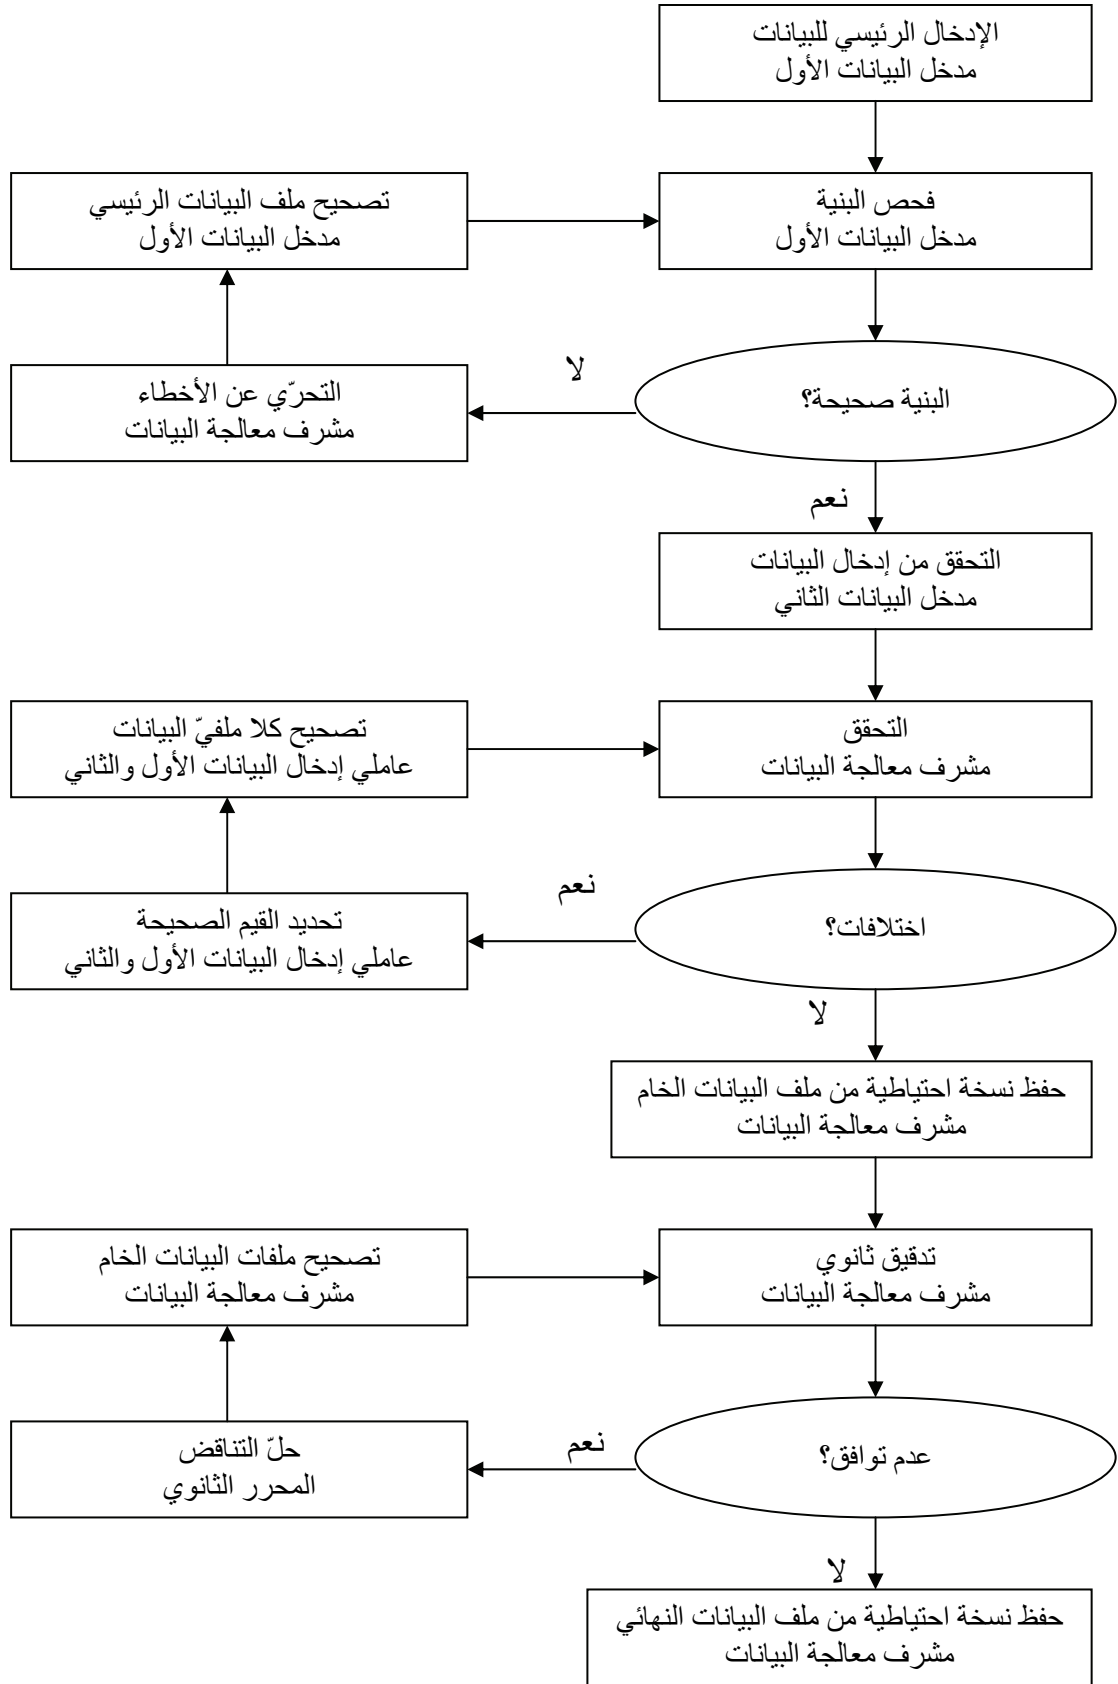 الإدخال الرئيسي للبيانات
مدخل البيانات الأول
تصحيح ملف البيانات الرئيسي
مدخل البيانات الأول
فحص البنية
مدخل البيانات الأول
لا
التحرّي عن الأخطاء
مشرف معالجة البيانات
البنية صحيحة؟
نعم
التحقق من إدخال البيانات
مدخل البيانات الثاني
تصحيح كلا ملفيّ البيانات
عاملي إدخال البيانات الأول والثاني
التحقق
مشرف معالجة البيانات
نعم
تحديد القيم الصحيحة
عاملي إدخال البيانات الأول والثاني
اختلافات؟
لا
حفظ نسخة احتياطية من ملف البيانات الخام
مشرف معالجة البيانات
تصحيح ملفات البيانات الخام
مشرف معالجة البيانات
تدقيق ثانوي
مشرف معالجة البيانات
نعم
حلّ التناقض
المحرر الثانوي
عدم توافق؟
لا
حفظ نسخة احتياطية من ملف البيانات النهائي
مشرف معالجة البيانات